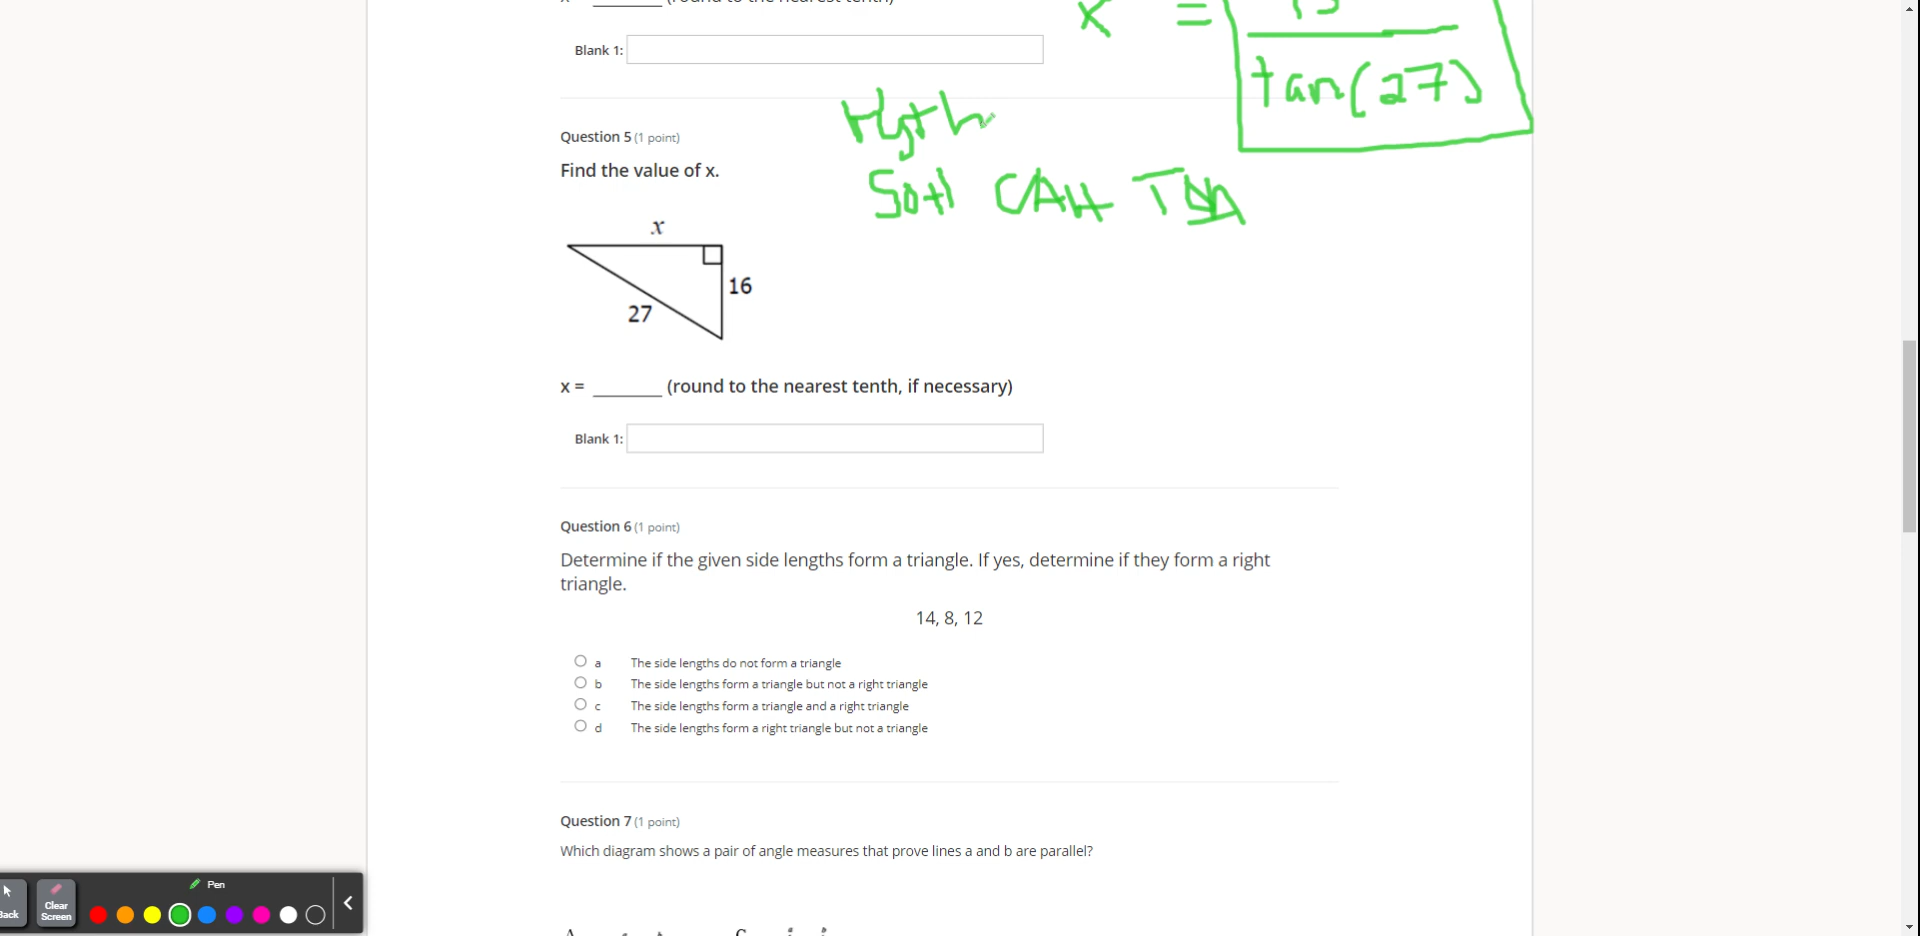 Blank 1:
tan(27)
Question 5 (1 point)
Find the value of x.
SOH CAH TOA
x
16
27
x = ______ (round to the nearest tenth, if necessary)
Blank 1:
Question 6 (1 point)
Determine if the given side lengths form a triangle. If yes, determine if they form a right
triangle.
14, 8, 12
a The side lengths do not form a triangle
b The side lengths form a triangle but not a right triangle
c The side lengths form a triangle and a right triangle
d The side lengths form a right triangle but not a triangle
Question 7 (1 point)
Which diagram shows a pair of angle measures that prove lines a and b are parallel?
Pen
Back
Clear
Screen